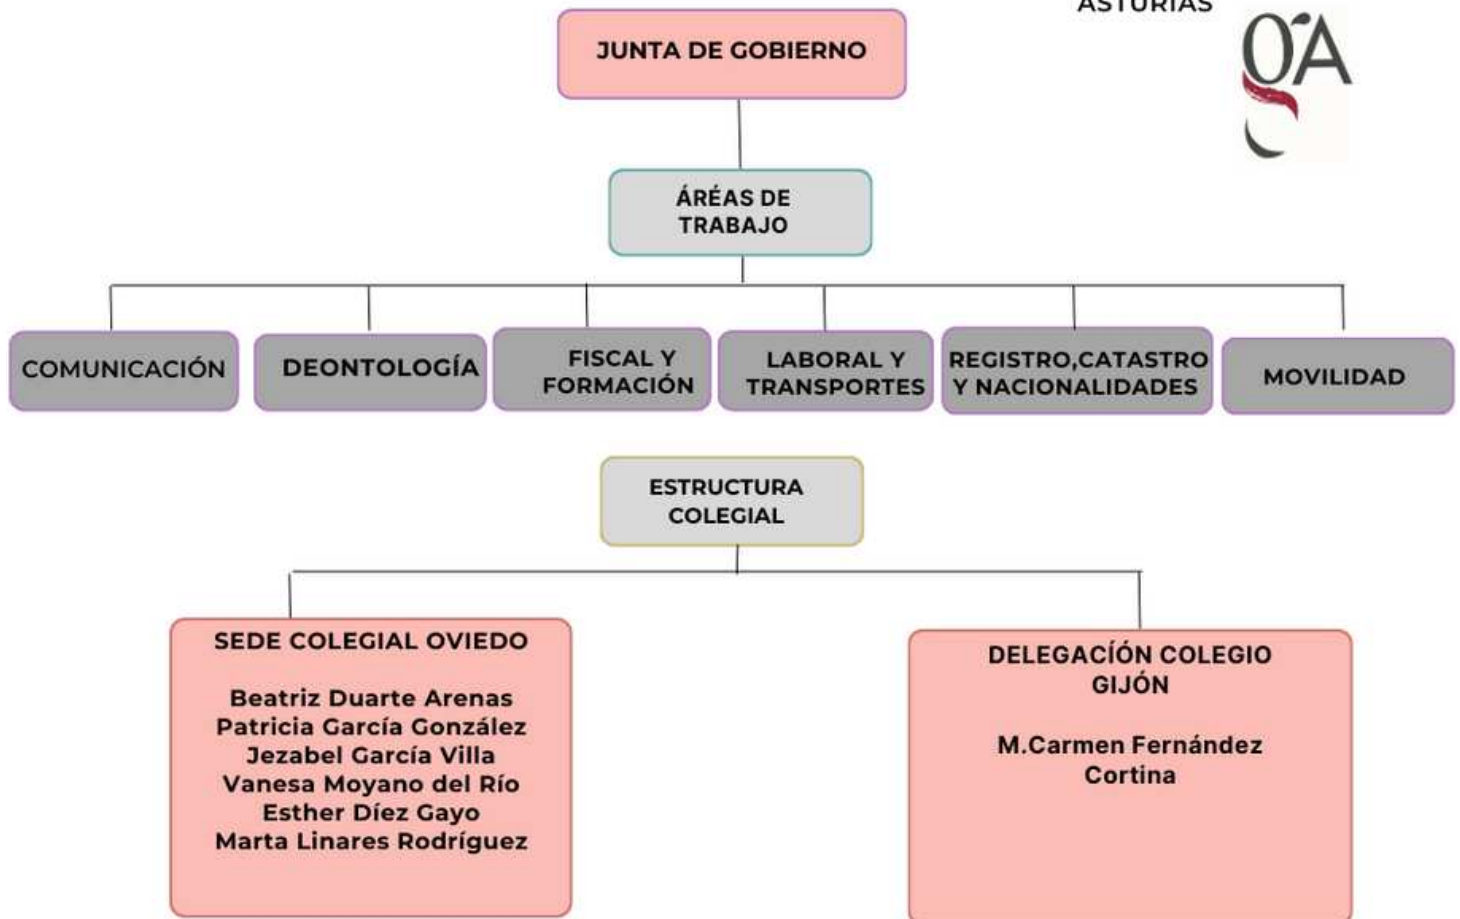 ASTURIAS
gA
JUNTA DE GOBIERNO
ÁRÉAS DE
TRABAJO
COMUNICACIÓN
DEONTOLOGÍA
FISCAL Y
FORMACIÓN
LABORAL Y
TRANSPORTES
REGISTRO,CATASTRO
Y NACIONALIDADES
MOVILIDAD
ESTRUCTURA
COLEGIAL
SEDE COLEGIAL OVIEDO
Beatriz Duarte Arenas
Patricia García González
Jezabel García Villa
Vanesa Moyano del Río
Esther Díez Gayo
Marta Linares Rodríguez
DELEGACÍÓN COLEGIO
GIJÓN
M.Carmen Fernández
Cortina